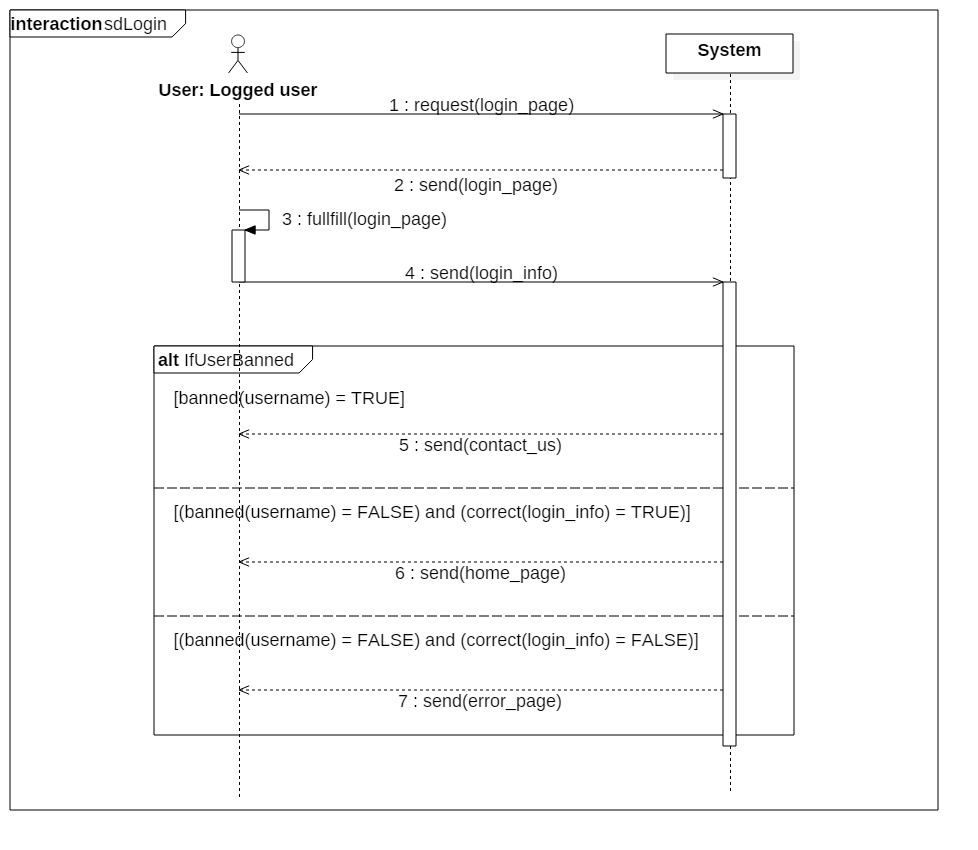 interaction sdLogin
System
User: Logged user
1 : request(login_page)
2 : send(login_page)
3 : fullfill(login_page)
4 : send(login_info)
alt IfUserBanned
[banned(username) = TRUE]
5 : send(contact_us)
[(banned(username) = FALSE) and (correct(login_info) = TRUE)]
6 : send(home_page)
[(banned(username) = FALSE) and (correct(login_info) = FALSE)]
7 : send(error_page)